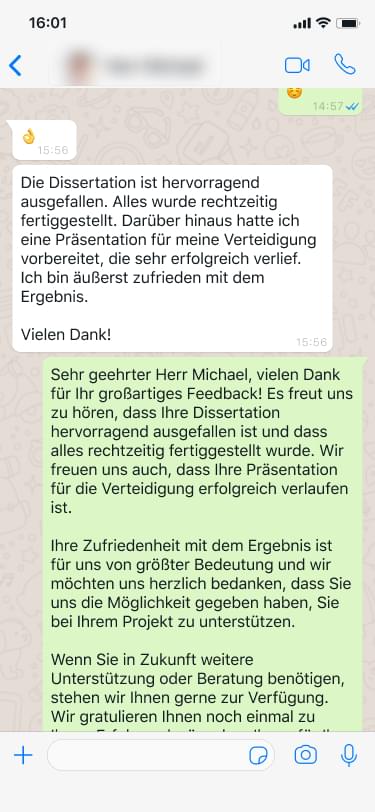 16:01
14:57
15:56
Die Dissertation ist hervorragend
ausgefallen. Alles wurde rechtzeitig
fertiggestellt. Darüber hinaus hatte ich
eine Präsentation für meine Verteidigung
vorbereitet, die sehr erfolgreich verlief.
Ich bin äußerst zufrieden mit dem
Ergebnis.
Vielen Dank!
15:56
Sehr geehrter Herr Michael, vielen Dank
für Ihr großartiges Feedback! Es freut uns
zu hören, dass Ihre Dissertation
hervorragend ausgefallen ist und dass
alles rechtzeitig fertiggestellt wurde. Wir
freuen uns auch, dass Ihre Präsentation
für die Verteidigung erfolgreich verlaufen
ist.
Ihre Zufriedenheit mit dem Ergebnis ist
für uns von größter Bedeutung und wir
möchten uns herzlich bedanken, dass Sie
uns die Möglichkeit gegeben haben, Sie
bei Ihrem Projekt zu unterstützen.
Wenn Sie in Zukunft weitere
Unterstützung oder Beratung benötigen,
stehen wir Ihnen gerne zur Verfügung.
Wir gratulieren Ihnen noch einmal zu